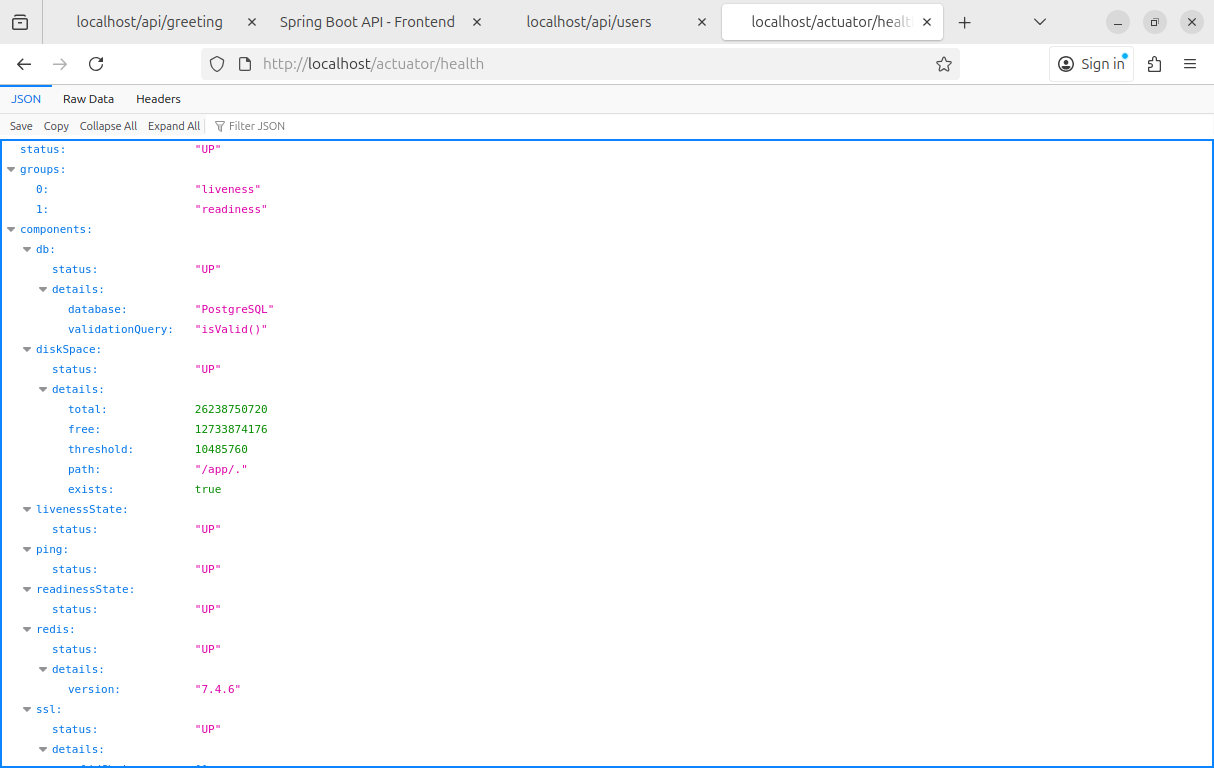 localhost/api/greeting
Spring Boot API - Frontend
localhost/api/users
localhost/actuator/healt
http://localhost/actuator/health
Sign in
JSON Raw Data Headers
Save Copy Collapse All Expand All Filter JSON
status: "UP"
groups:
0: "liveness"
1: "readiness"
components:
db:
status: "UP"
details:
database: "PostgreSQL"
validationQuery: "isValid()"
diskSpace:
status: "UP"
details:
total: 26238750720
free: 12733874176
threshold: 10485760
path: "/app/."
exists: true
livenessState:
status: "UP"
ping:
status: "UP"
readinessState:
status: "UP"
redis:
status: "UP"
details:
version: "7.4.6"
ssl:
status: "UP"
details: